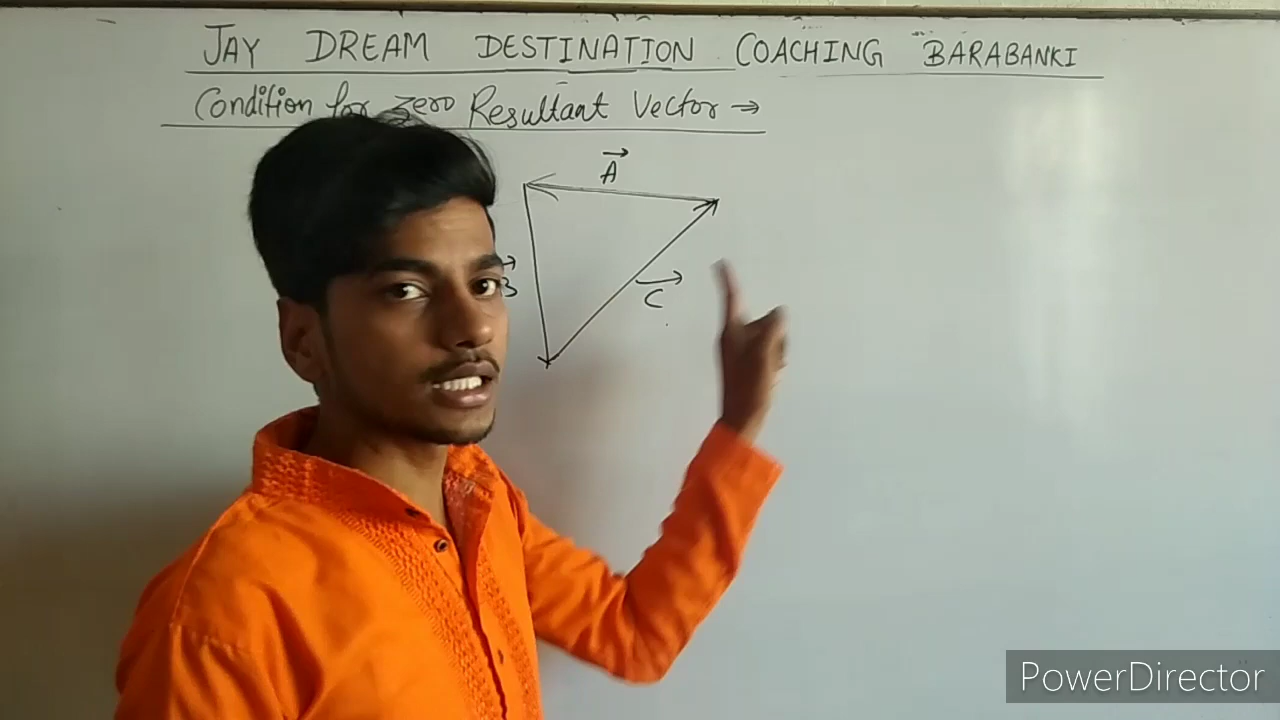 JAY DREAM DESTINATION COACHING BARABANKI
Condition for zero Resultant Vector ⇒
A
B
C
PowerDirector